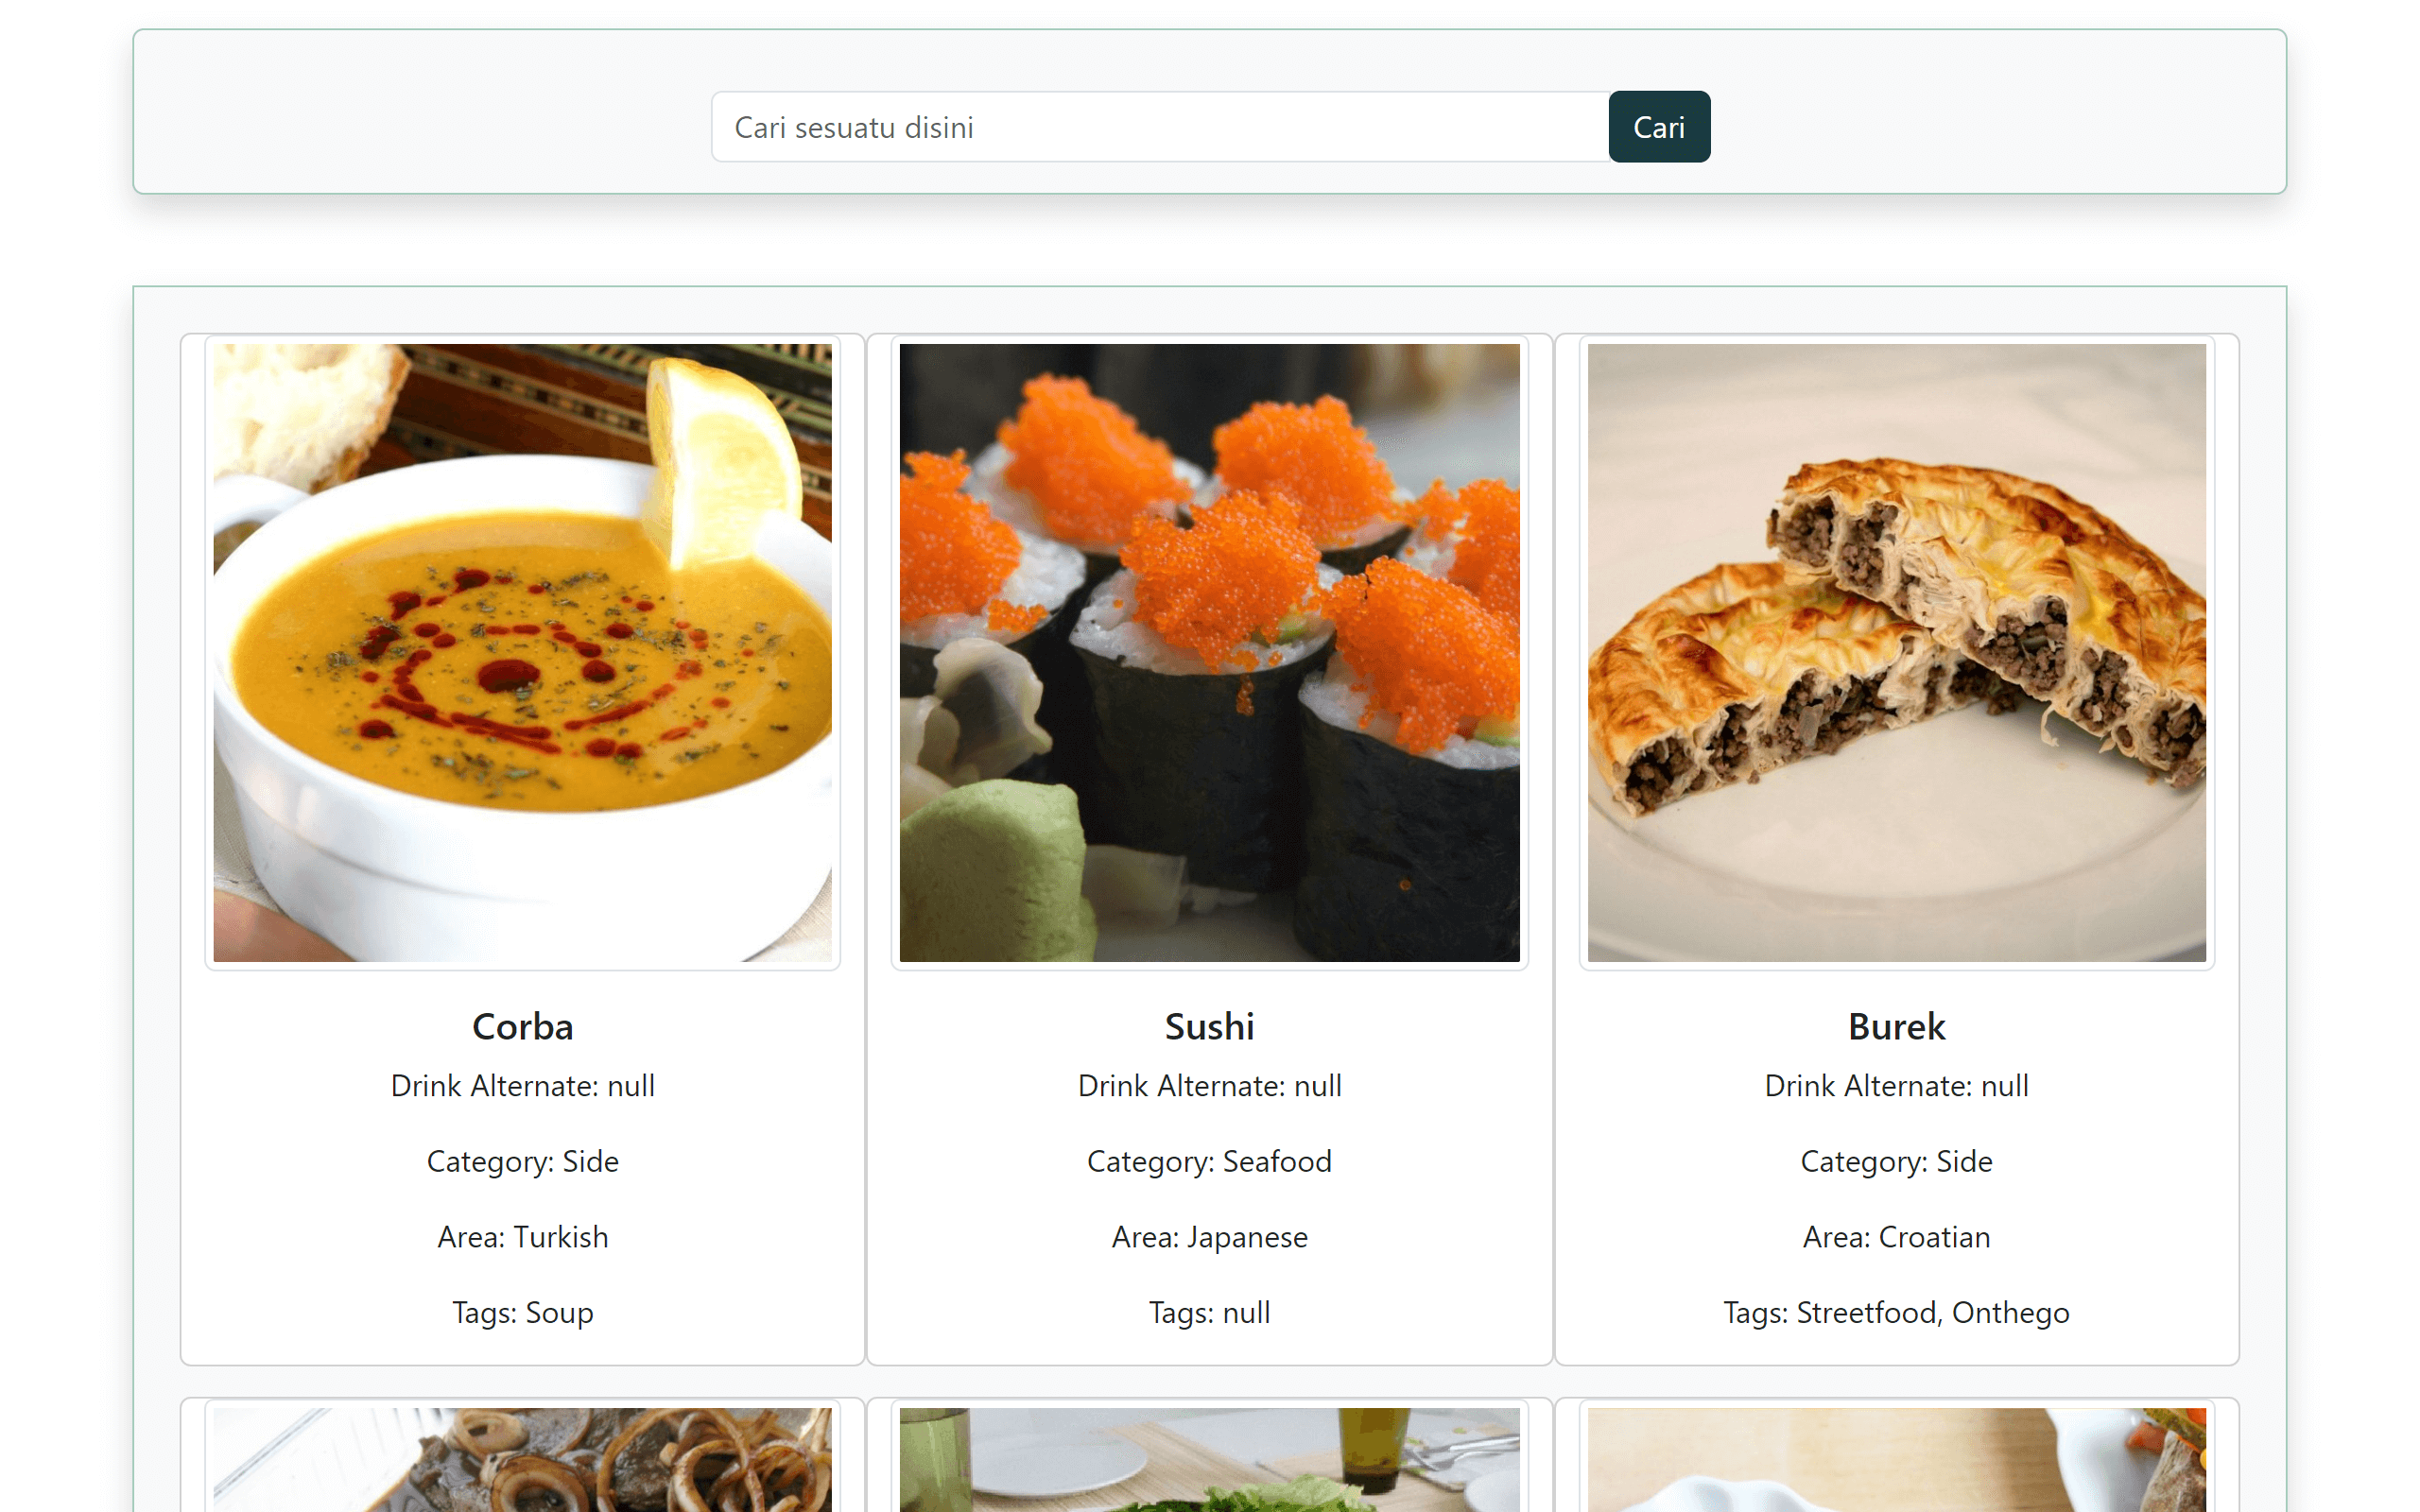 Cari sesuatu disini
Cari
Corba
Drink Alternate: null
Category: Side
Area: Turkish
Tags: Soup
Sushi
Drink Alternate: null
Category: Seafood
Area: Japanese
Tags: null
Burek
Drink Alternate: null
Category: Side
Area: Croatian
Tags: Streetfood, Onthego